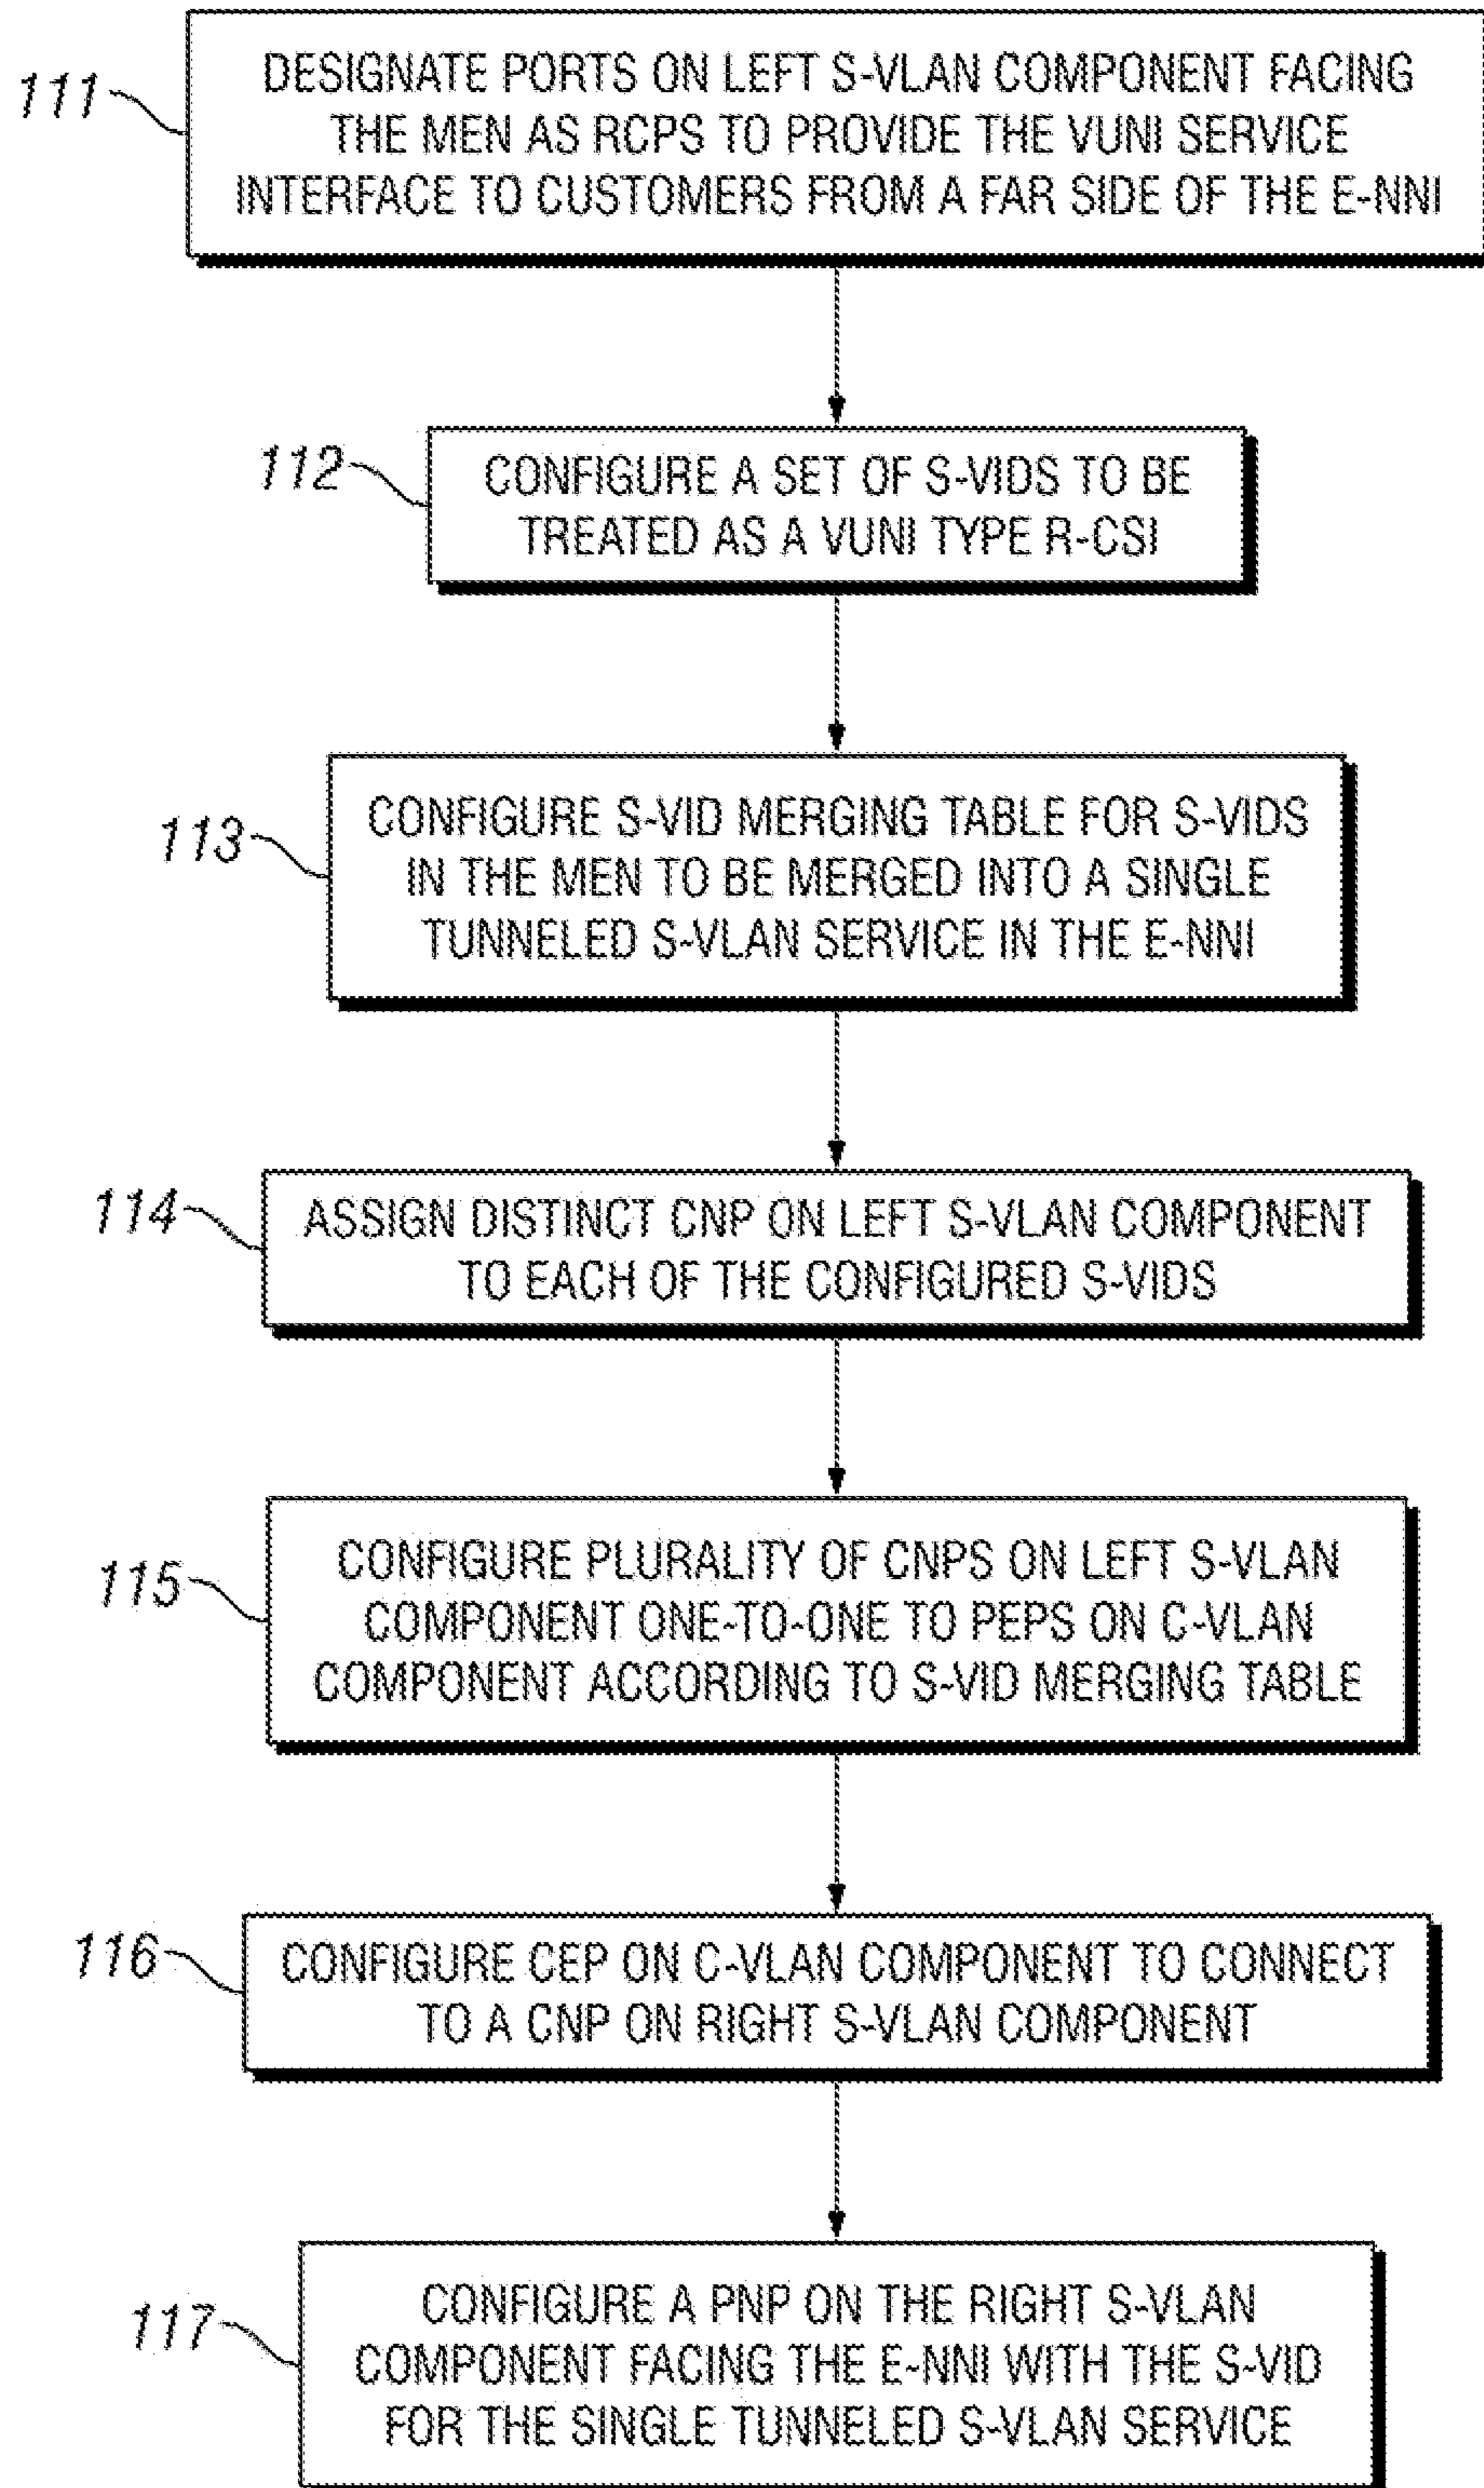 111
DESIGNATE PORTS ON LEFT S-VLAN COMPONENT FACING
THE MEN AS RCPS TO PROVIDE THE VUNI SERVICE
INTERFACE TO CUSTOMERS FROM A FAR SIDE OF THE E-NNI
112
CONFIGURE A SET OF S-VIDS TO BE
TREATED AS A VUNI TYPE R-CSI
113
CONFIGURE S-VID MERGING TABLE FOR S-VIDS
IN THE MEN TO BE MERGED INTO A SINGLE
TUNNELED S-VLAN SERVICE IN THE E-NNI
114
ASSIGN DISTINCT CNP ON LEFT S-VLAN COMPONENT
TO EACH OF THE CONFIGURED S-VIDS
115
CONFIGURE PLURALITY OF CNPS ON LEFT S-VLAN
COMPONENT ONE-TO-ONE TO PEPS ON C-VLAN
COMPONENT ACCORDING TO S-VID MERGING TABLE
116
CONFIGURE CEP ON C-VLAN COMPONENT TO CONNECT
TO A CNP ON RIGHT S-VLAN COMPONENT
117
CONFIGURE A PNP ON THE RIGHT S-VLAN
COMPONENT FACING THE E-NNI WITH THE S-VID
FOR THE SINGLE TUNNELED S-VLAN SERVICE